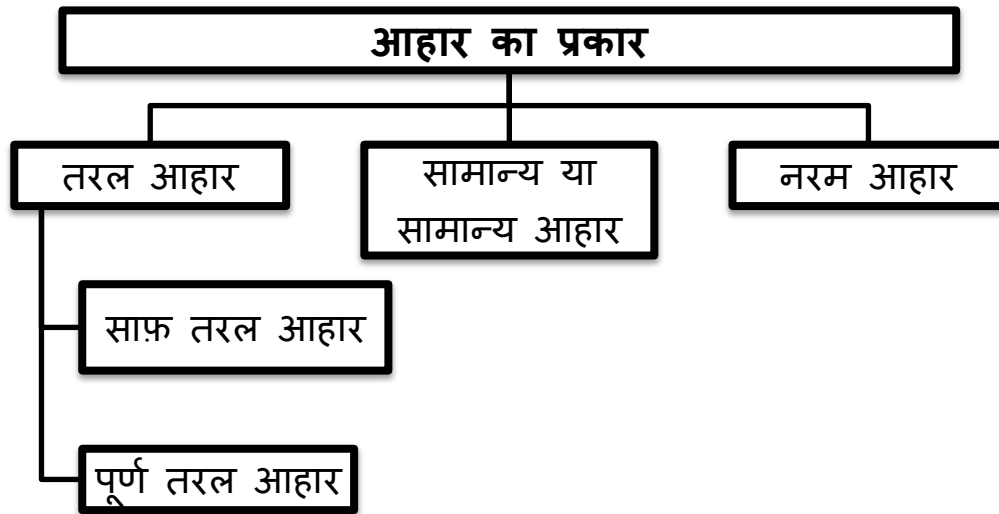 आहार का प्रकार
तरल आहार
सामान्य या
सामान्य आहार
नरम आहार
साफ़ तरल आहार
पूर्ण तरल आहार